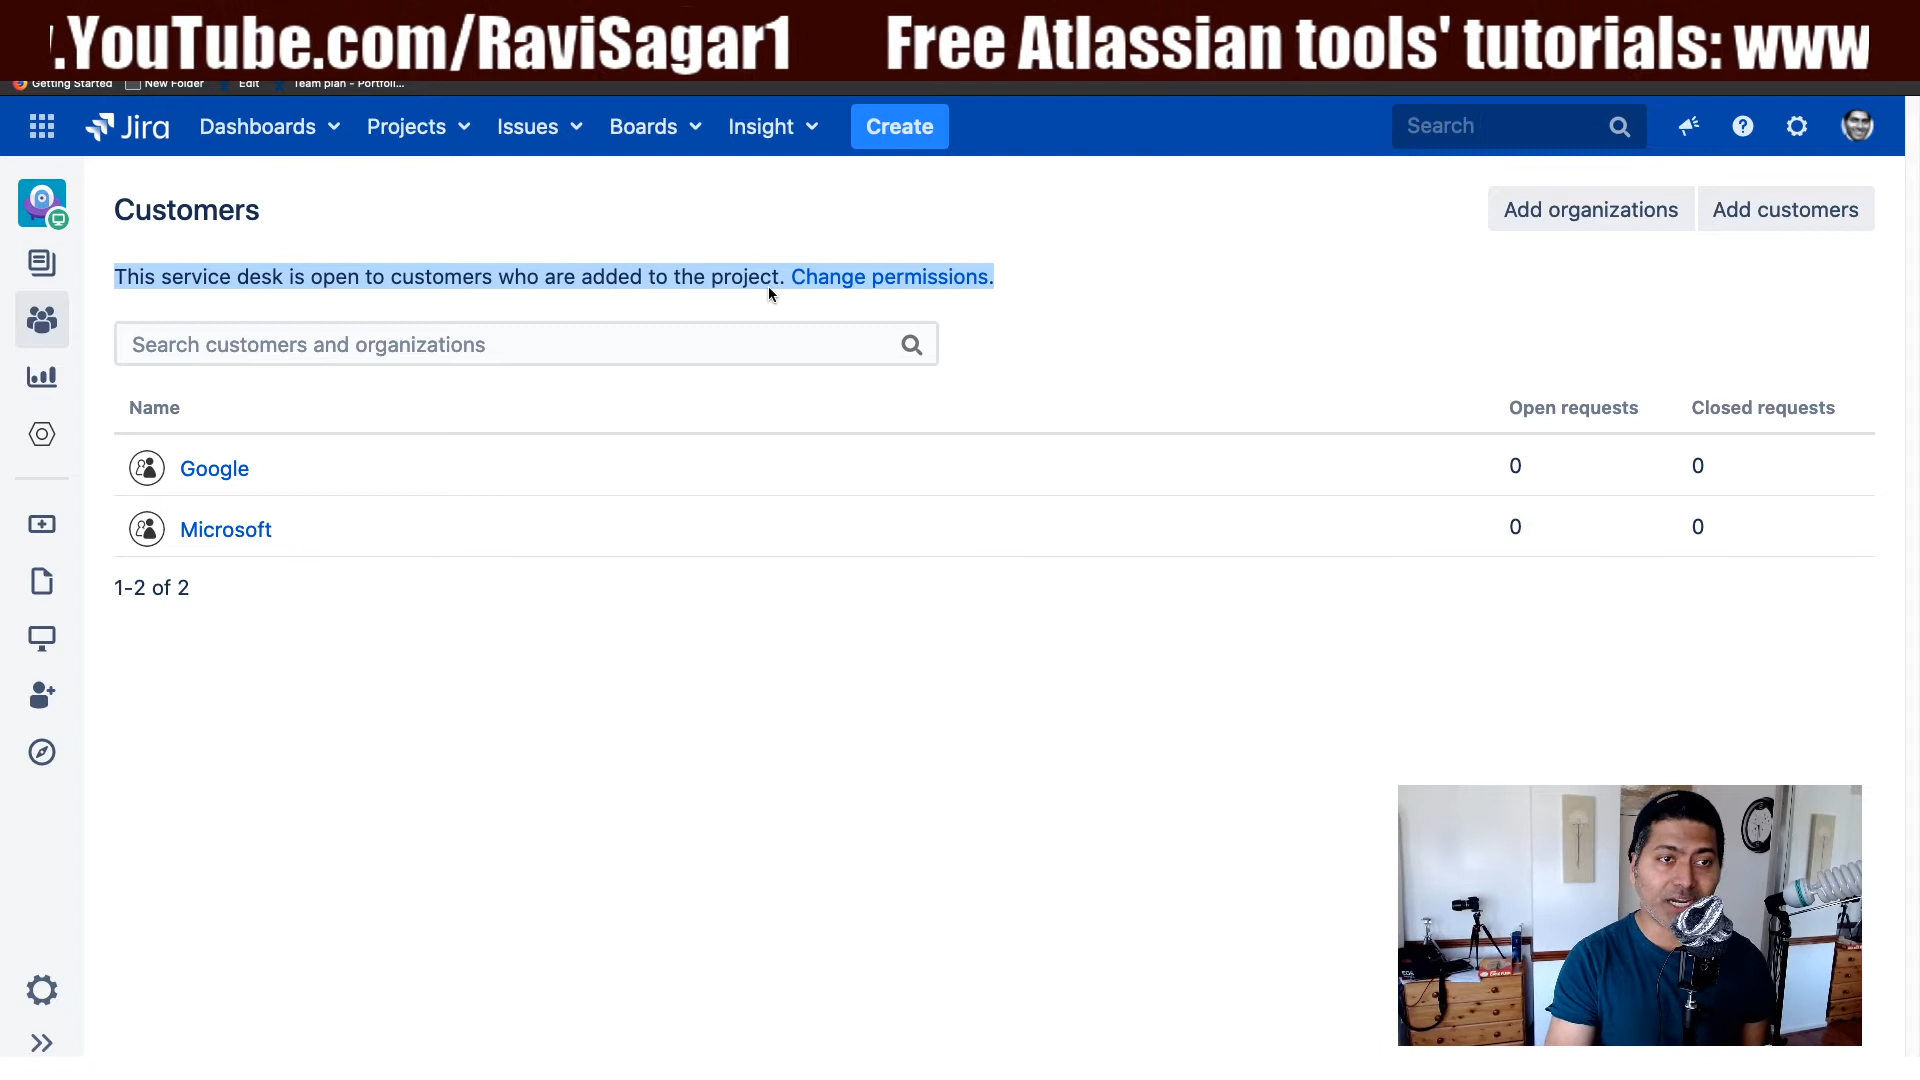 .YouTube.com/RaviSagar1 Free Atlassian tools' tutorials: www
Getting Started New Folder Edit Team plan - Portfoli...
Jira Dashboards Projects Issues Boards Insight Create Search
Customers Add organizations Add customers
This service desk is open to customers who are added to the project. Change permissions.
Search customers and organizations
Name Open requests Closed requests
Google 0 0
Microsoft 0 0
1-2 of 2